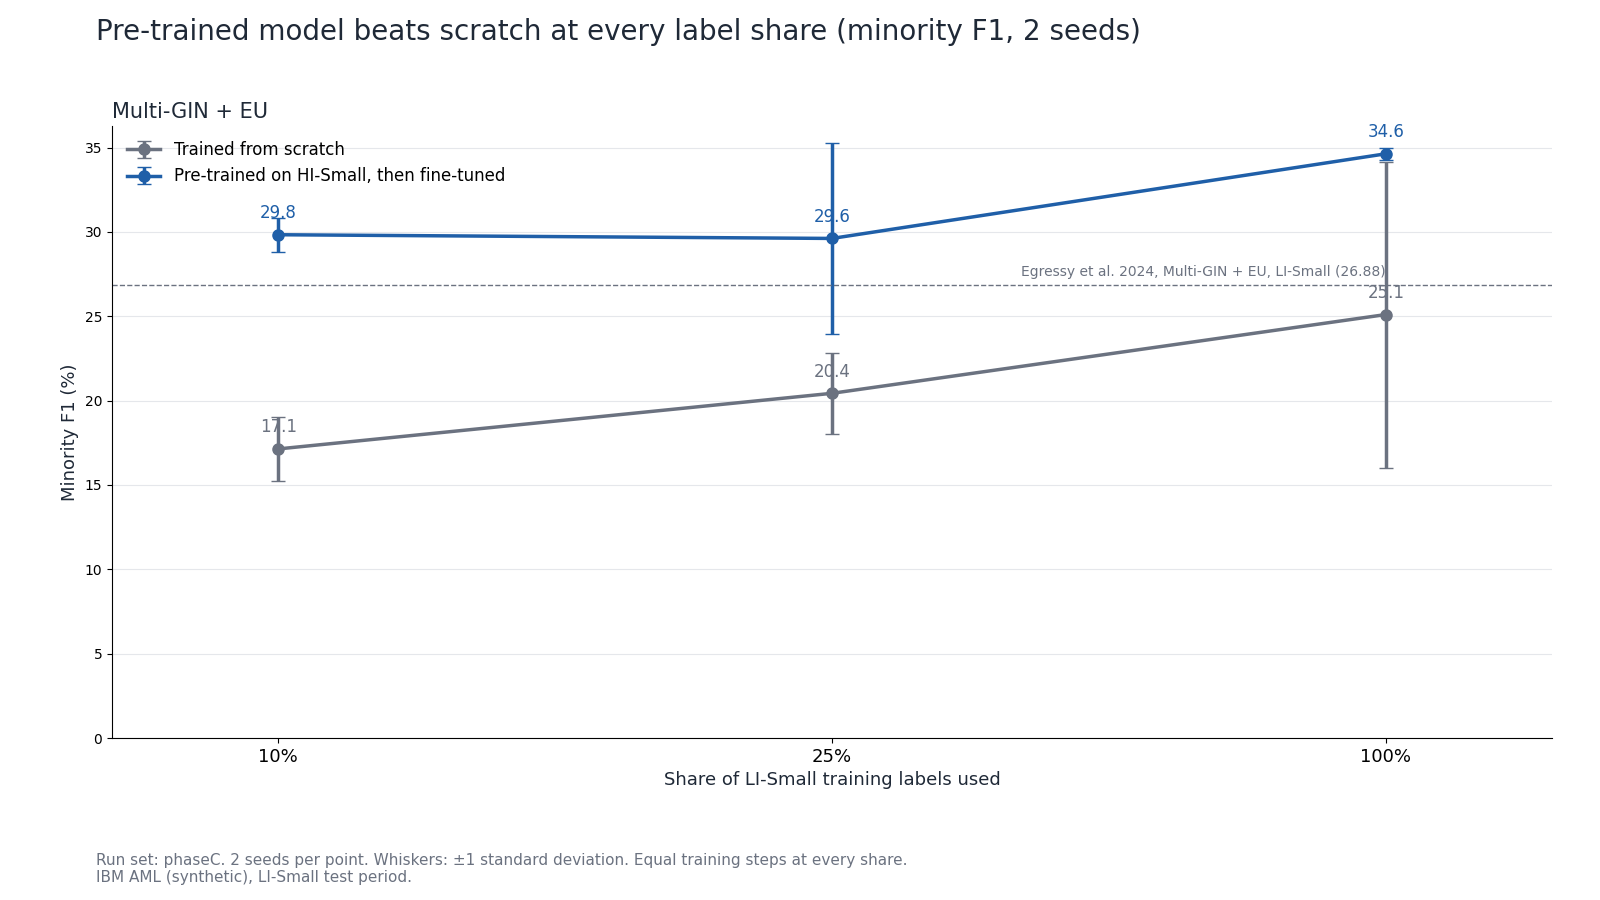 Pre-trained model beats scratch at every label share (minority F1, 2 seeds)
Multi-GIN + EU
Trained from scratch
Pre-trained on HI-Small, then fine-tuned
Minority F1 (%)
35
30
25
20
15
10
5
0
29.8
29.6
34.6
17.1
20.4
25.1
Egressy et al. 2024, Multi-GIN + EU, LI-Small (26.88)
10%
25%
100%
Share of LI-Small training labels used
Run set: phaseC. 2 seeds per point. Whiskers: ±1 standard deviation. Equal training steps at every share.
IBM AML (synthetic), LI-Small test period.